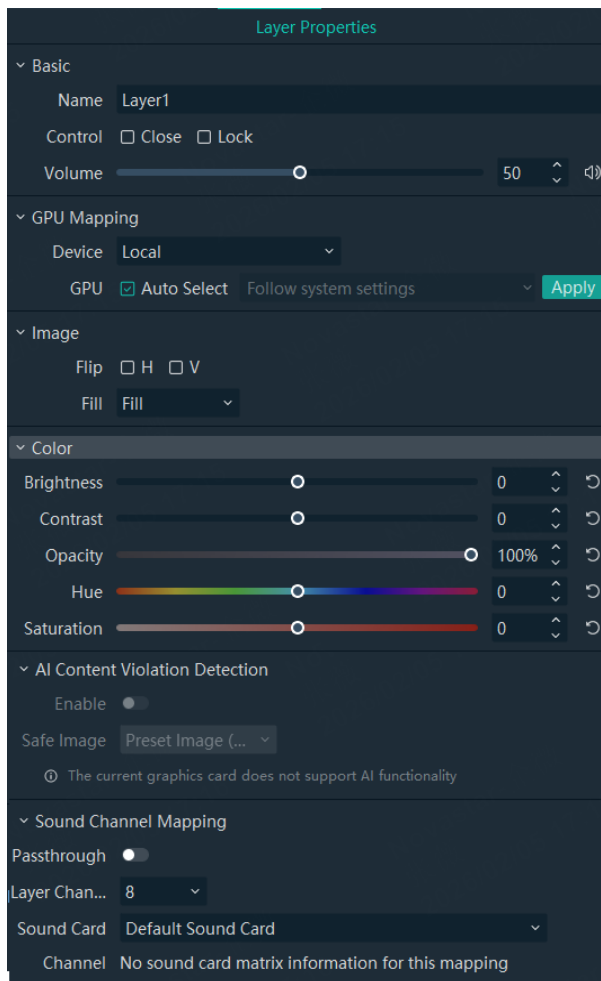 Layer Properties
Basic
Name Layer1
Control Close Lock
Volume 50
GPU Mapping
Device Local
GPU Auto Select Follow system settings Apply
Image
Flip H V
Fill Fill
Color
Brightness 0
Contrast 0
Opacity 100%
Hue 0
Saturation 0
AI Content Violation Detection
Enable
Safe Image Preset Image (...
The current graphics card does not support AI functionality
Sound Channel Mapping
Passthrough
Layer Chan... 8
Sound Card Default Sound Card
Channel No sound card matrix information for this mapping